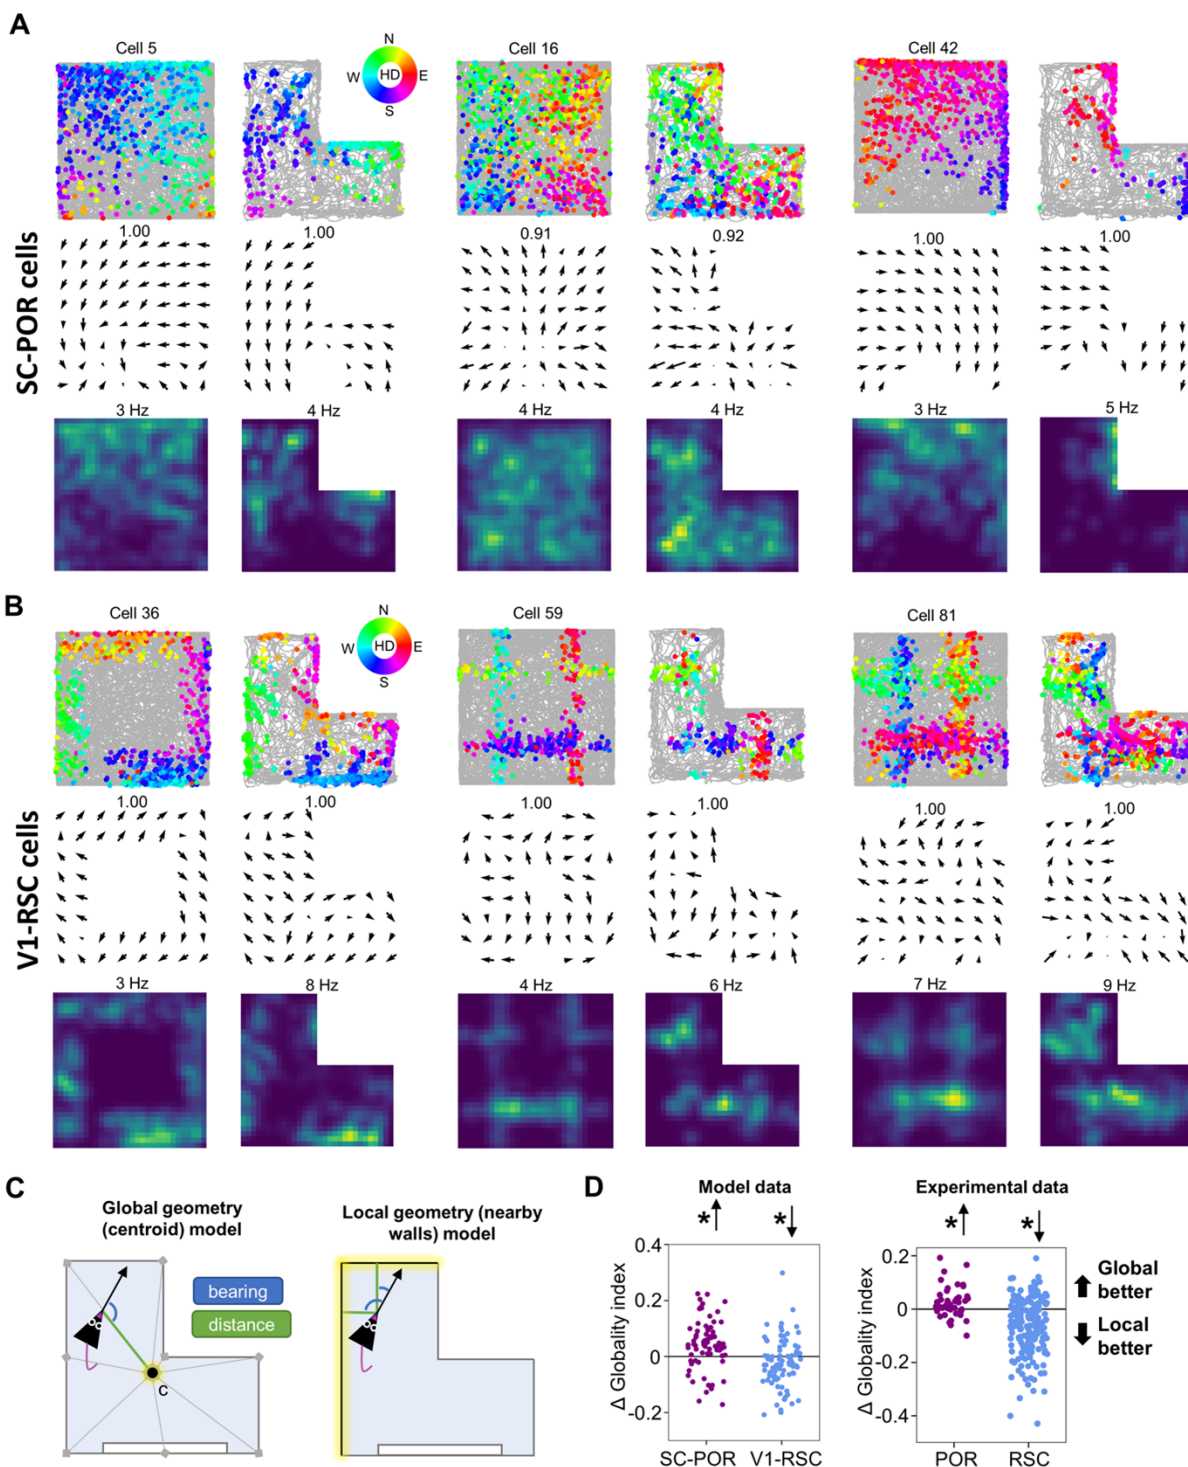 A
Cell 5
N
W HD E
S
Cell 16
Cell 42
SC-POR cells
1.00
1.00
0.91
0.92
1.00
1.00
3 Hz
4 Hz
4 Hz
4 Hz
3 Hz
5 Hz
B
Cell 36
N
W HD E
S
Cell 59
Cell 81
V1-RSC cells
1.00
1.00
1.00
1.00
1.00
1.00
3 Hz
8 Hz
4 Hz
6 Hz
7 Hz
9 Hz
C
Global geometry
(centroid) model
bearing
distance
C
Local geometry (nearby
walls) model
D
Model data
* *
Δ Globality index
0.4
0.2
0
-0.2
SC-POR V1-RSC
Experimental data
* *
Δ Globality index
0.2
0
-0.2
-0.4
POR RSC
Global
better
Local
better